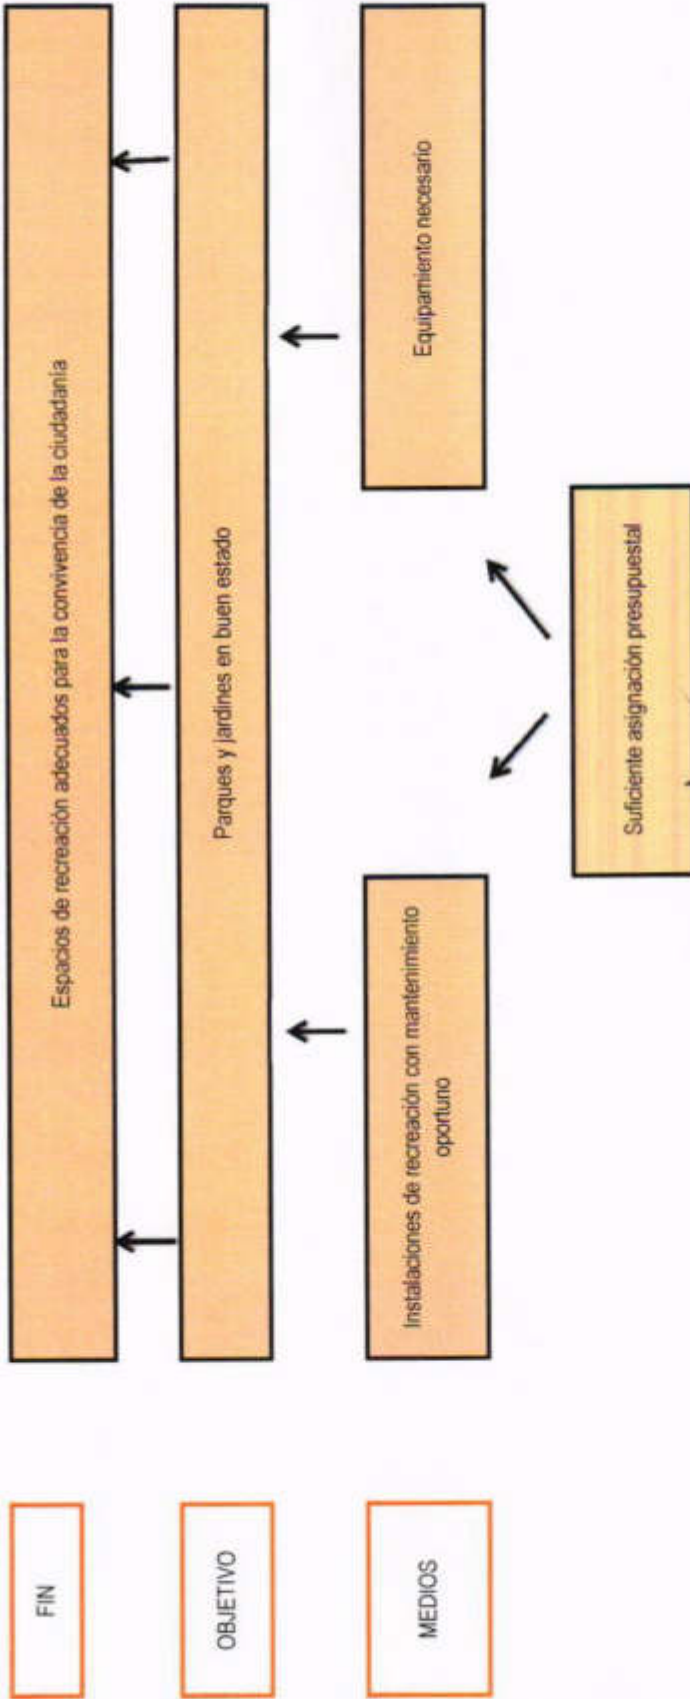 FIN
Espacios de recreación adecuados para la convivencia de la ciudadanía
OBJETIVO
Parques y jardines en buen estado
MEDIOS
Instalaciones de recreación con mantenimiento
oportuno
Equipamiento necesario
Suficiente asignación presupuestal